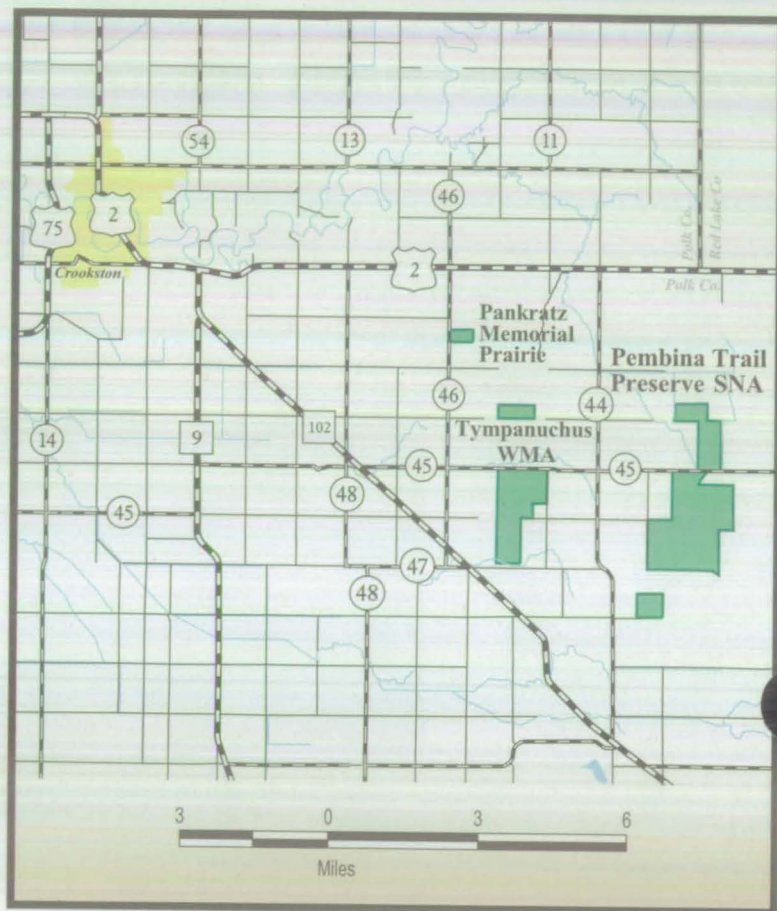 54
13
11
46
75
2
Polk Co.
Red Lake Co
Crookston
2
Polk Co.
Pankratz
Memorial
Prairie
Pembina Trail
Preserve SNA
46
44
14
9
102
Tympanuchus
WMA
45
45
48
45
47
48
3
0
3
6
Miles